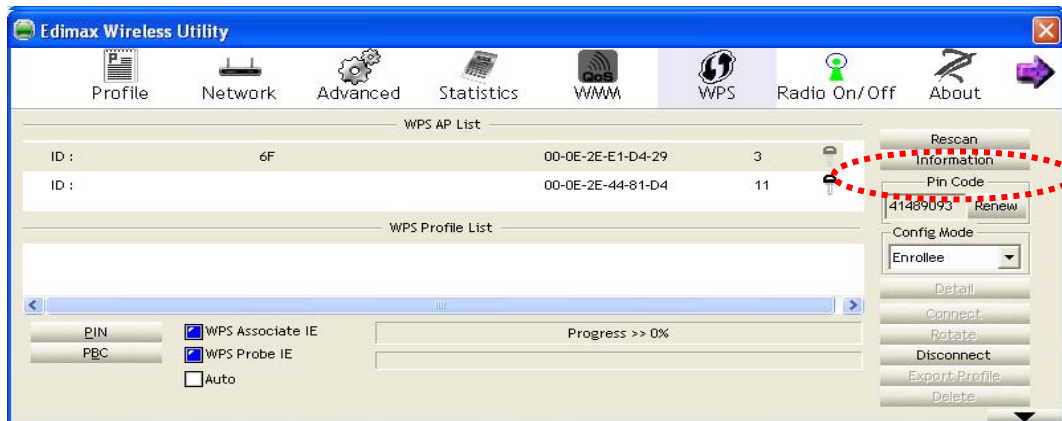 Edimax Wireless Utility
Profile Network Advanced Statistics WMM WPS Radio On/Off About
QoS
WPS AP List
ID : 6F 00-0E-2E-E1-D4-29 3
ID : 00-0E-2E-44-81-D4 11
WPS Profile List
PIN
PBC
WPS Associate IE
WPS Probe IE
Auto
Progress >> 0%
Rescan
Information
Pin Code
41489093 Renew
Config Mode
Enrollee
Detail
Connect
Rotate
Disconnect
Export Profile
Delete